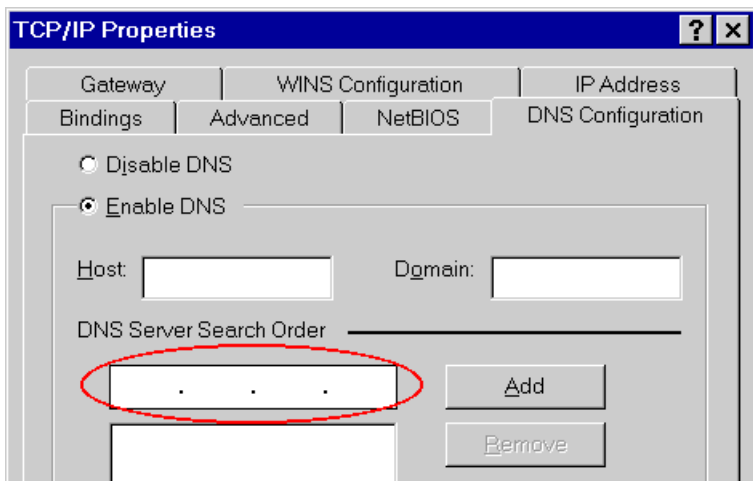 TCP/IP Properties ? ×
Gateway WINS Configuration IP Address
Bindings Advanced NetBIOS DNS Configuration
Disable DNS
Enable DNS
Host: Domain:
DNS Server Search Order
. . . Add
Remove